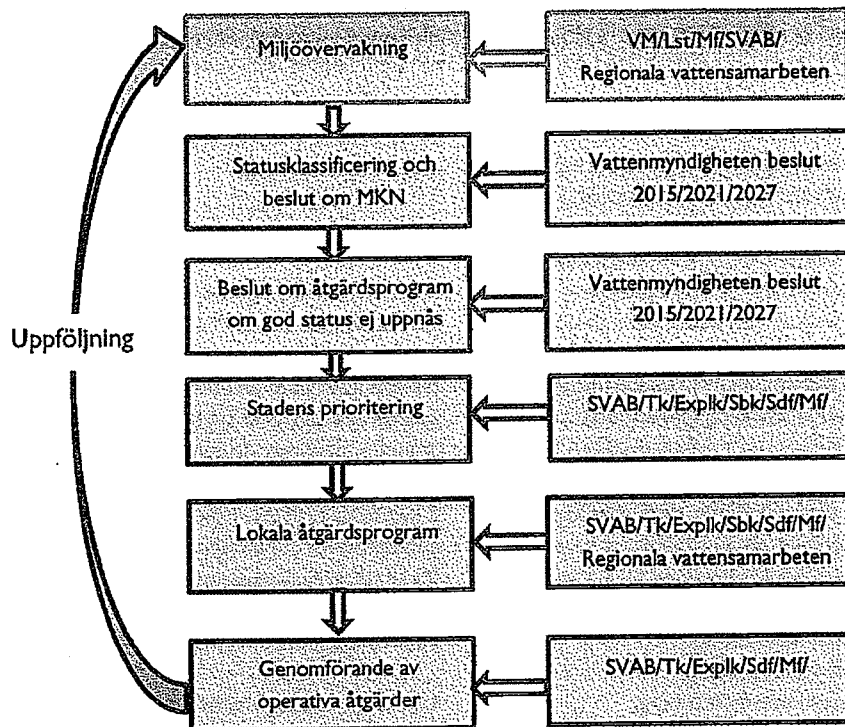 Miljöövervakning
VM/Lst/Mf/SVAB/
Regionala vattensamarbeten
Statusklassificering och
beslut om MKN
Vattenmyndigheten beslut
2015/2021/2027
Beslut om åtgärdsprogram
om god status ej uppnås
Vattenmyndigheten beslut
2015/2021/2027
Uppföljning
Stadens prioritering
SVAB/Tk/Explk/Sbk/Sdf/Mf/
Lokala åtgärdsprogram
SVAB/Tk/Explk/Sbk/Sdf/Mf/
Regionala vattensamarbeten
Genomförande av
operativa åtgärder
SVAB/Tk/Explk/Sdf/Mf/